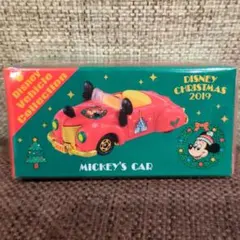 Disney
Vehicle
Collection
DISNEY
CHRISTMAS
2019
MICKEY'S CAR